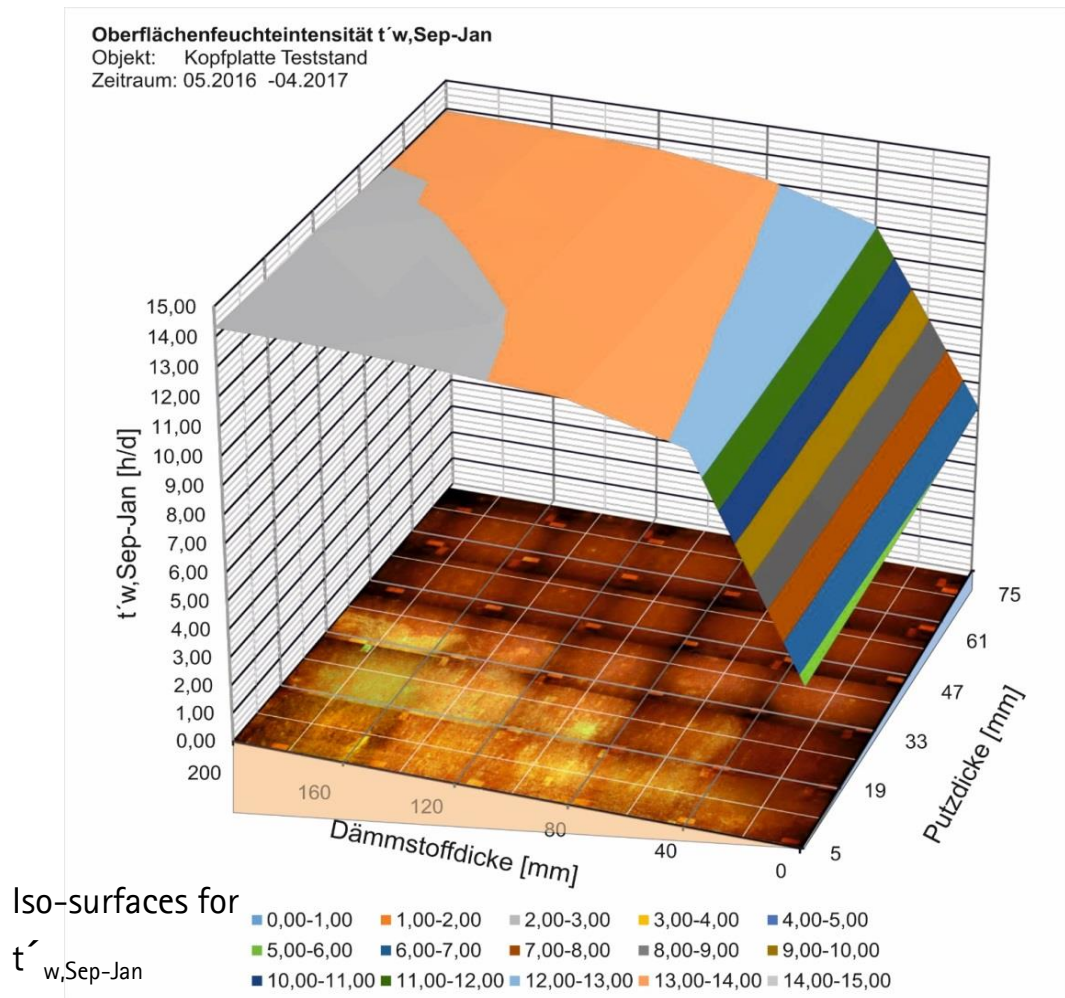 Oberflächenfeuchteintensität t´w,Sep-Jan
Objekt: Kopfplatte Teststand
Zeitraum: 05.2016 -04.2017
15,00
14,00
13,00
12,00
11,00
10,00
9,00
8,00
7,00
6,00
5,00
4,00
3,00
2,00
1,00
0,00
t´w,Sep-Jan [h/d]
200
160
120
80
40
0
Dämmstoffdicke [mm]
5
19
33
47
61
75
Putzdicke [mm]
Iso-surfaces for
t´ w,Sep-Jan
0,00-1,00 1,00-2,00 2,00-3,00 3,00-4,00 4,00-5,00
5,00-6,00 6,00-7,00 7,00-8,00 8,00-9,00 9,00-10,00
10,00-11,00 11,00-12,00 12,00-13,00 13,00-14,00 14,00-15,00